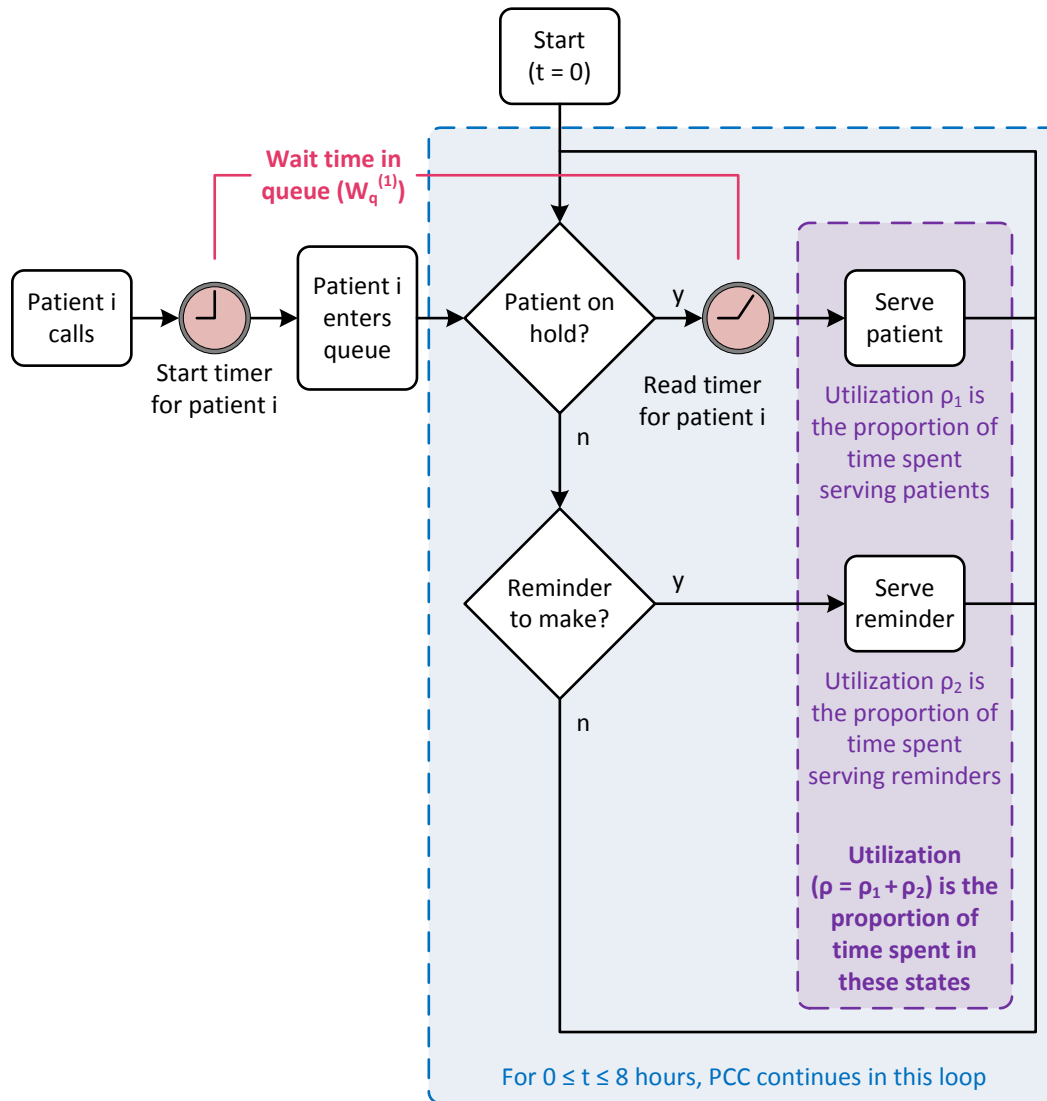 Start
(t = 0)
Wait time in
queue (W_q^(1))
Patient i
calls
Start timer
for patient i
Patient i
enters
queue
Patient on
hold?
y
n
Read timer
for patient i
Serve
patient
Utilization ρ₁ is
the proportion of
time spent
serving patients
Reminder
to make?
y
n
Serve
reminder
Utilization ρ₂ is
the proportion of
time spent
serving reminders
Utilization
(ρ = ρ₁ + ρ₂) is the
proportion of
time spent in
these states
For 0 ≤ t ≤ 8 hours, PCC continues in this loop